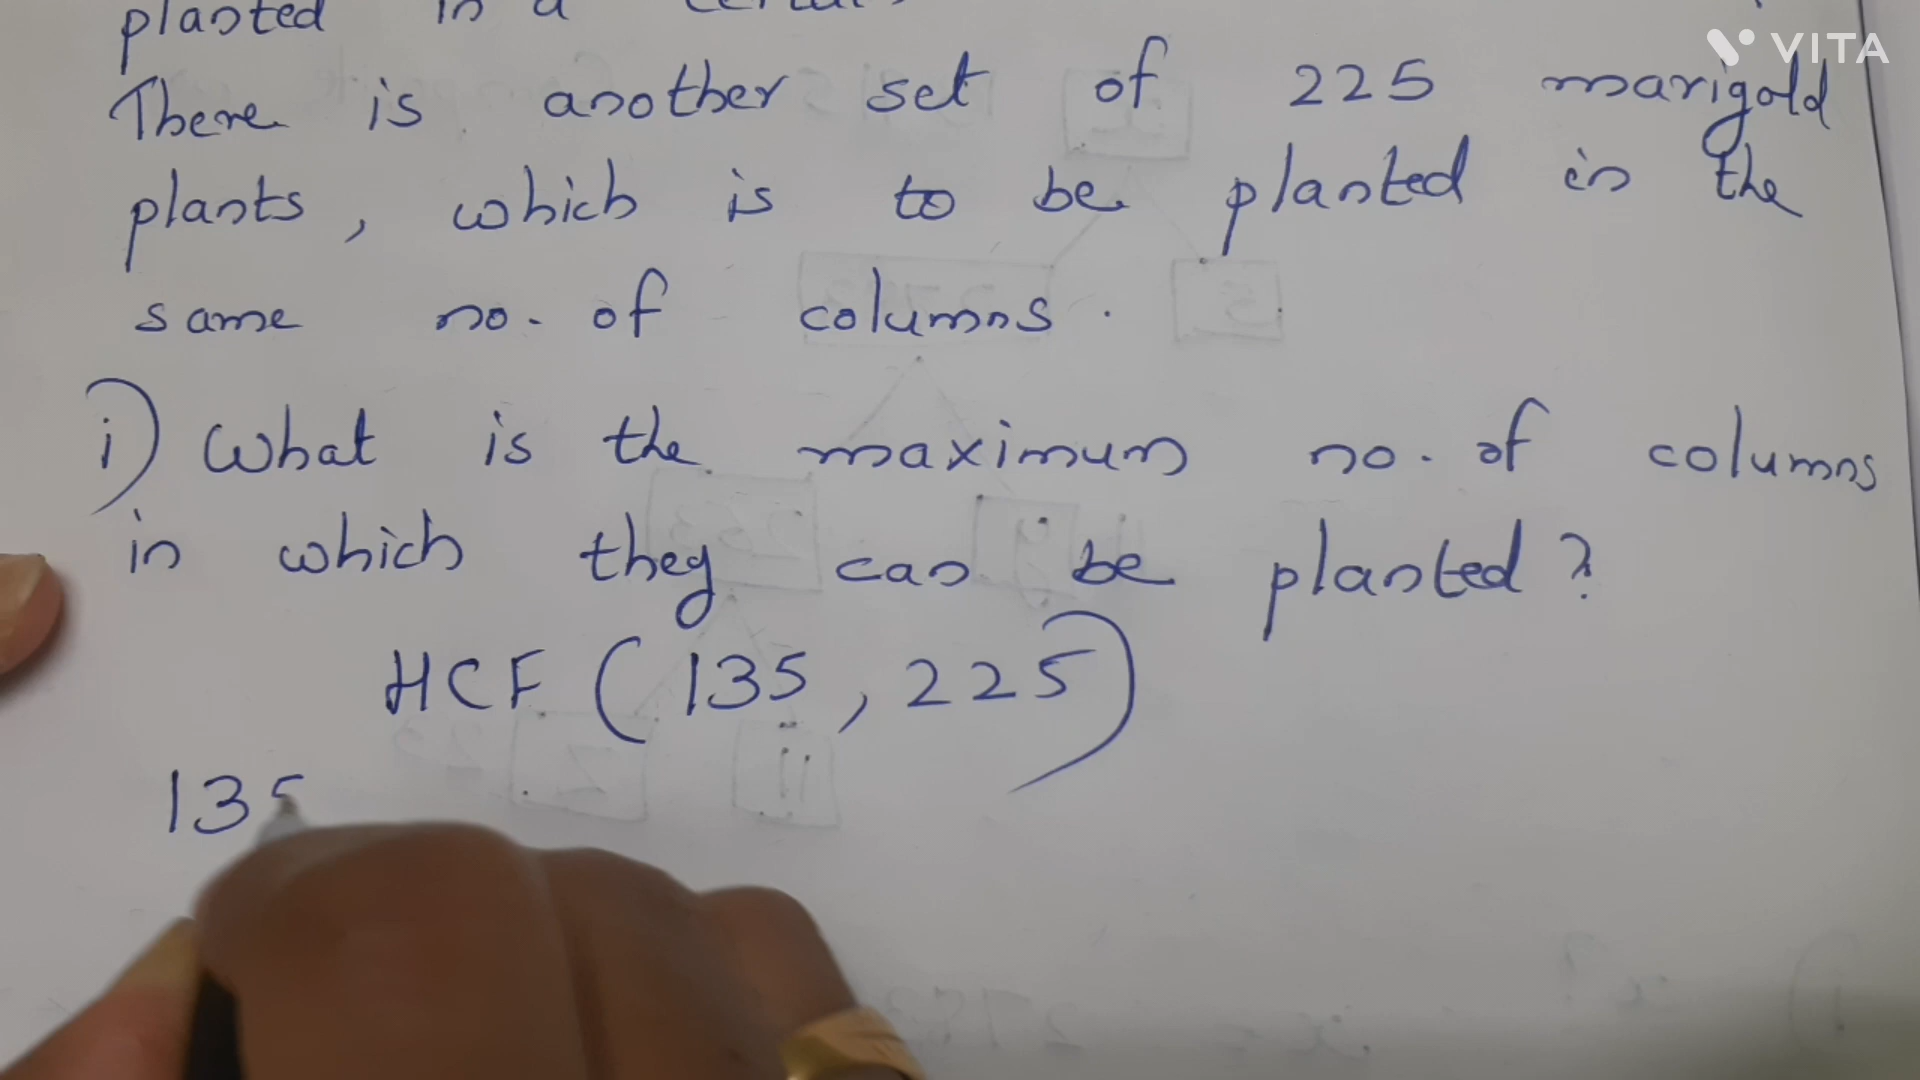 planted in a
There is another set of 225 marigold
plants, which is to be planted in the
same no. of columns.
i) What is the maximum no. of columns
in which they can be planted?
HCF (135, 225)
135
VITA